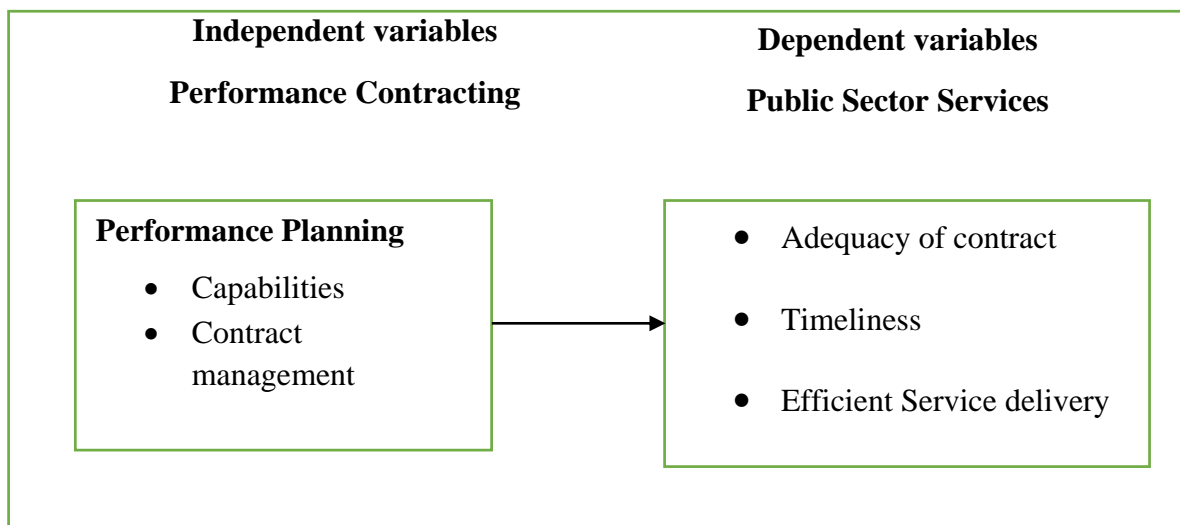 Independent variables
Performance Contracting
Dependent variables
Public Sector Services
Performance Planning
• Capabilities
• Contract
management
• Adequacy of contract
• Timeliness
• Efficient Service delivery